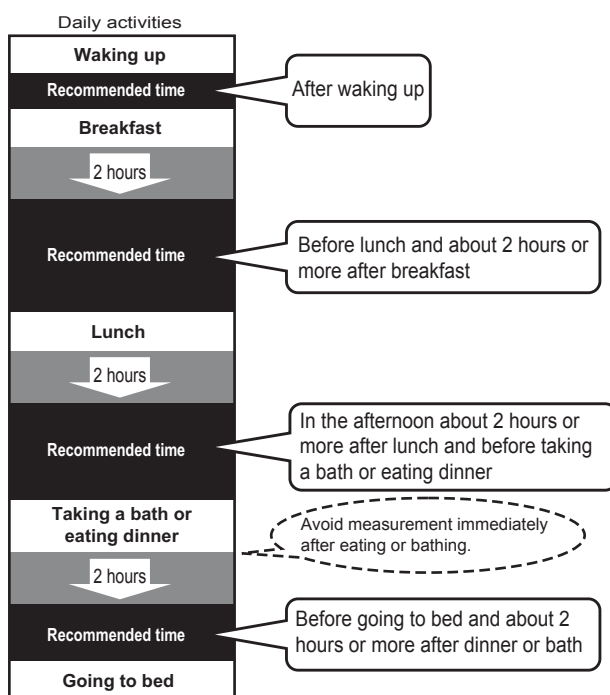 Daily activities
Waking up
Recommended time
After waking up
Breakfast
2 hours
Recommended time
Before lunch and about 2 hours or
more after breakfast
Lunch
2 hours
Recommended time
In the afternoon about 2 hours or
more after lunch and before taking
a bath or eating dinner
Taking a bath or
eating dinner
Avoid measurement immediately
after eating or bathing.
2 hours
Recommended time
Before going to bed and about 2
hours or more after dinner or bath
Going to bed